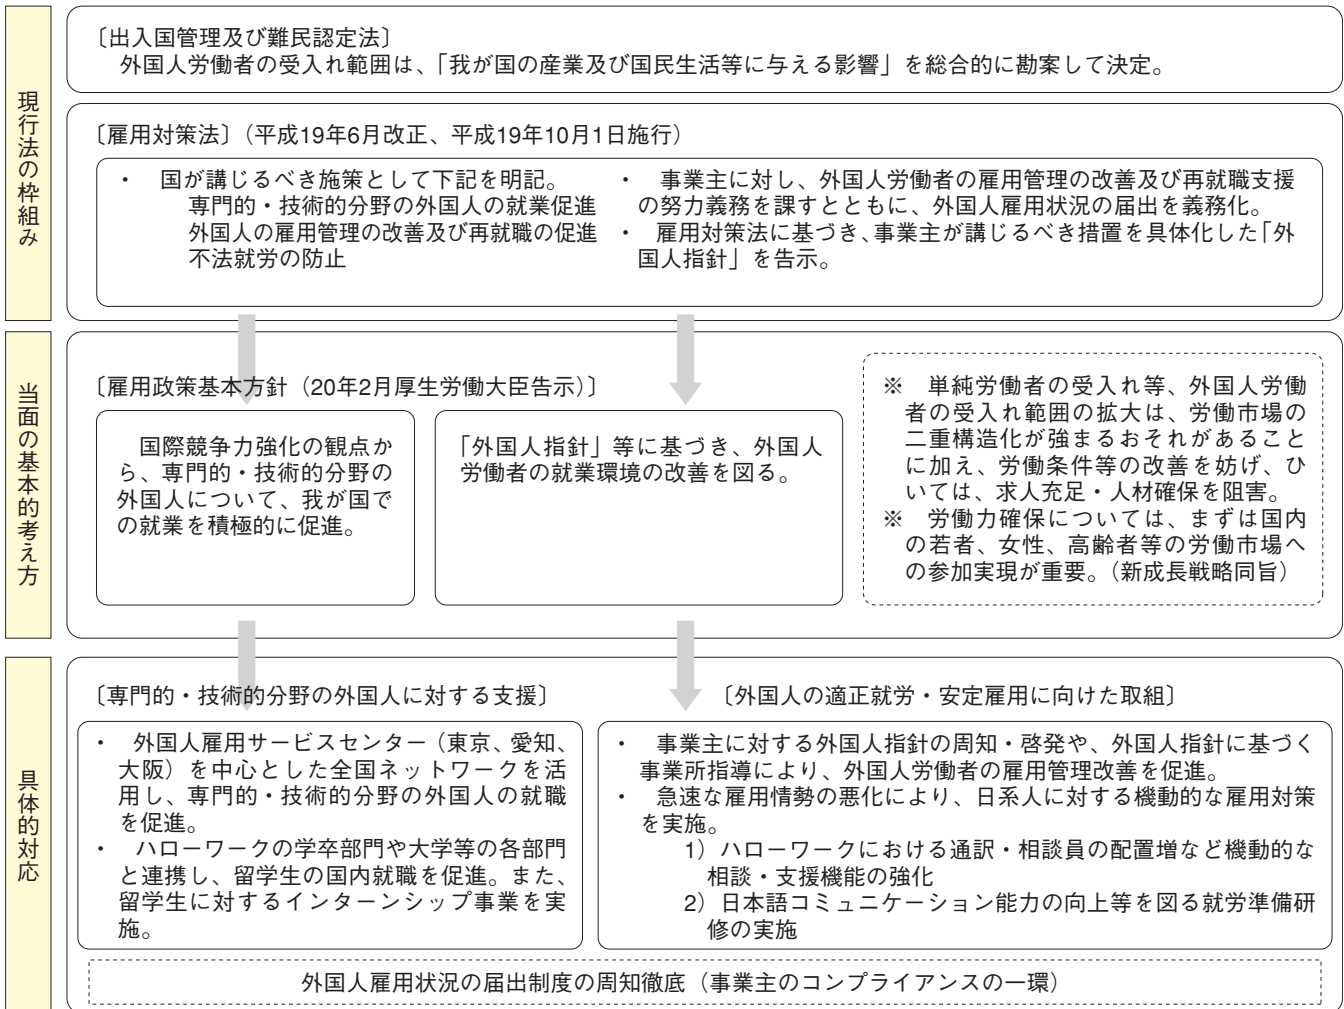 現行法の枠組み
〔出入国管理及び難民認定法〕
外国人労働者の受入れ範囲は、「我が国の産業及び国民生活等に与える影響」を総合的に勘案して決定。
〔雇用対策法〕(平成19年6月改正、平成19年10月1日施行)
・ 国が講じるべき施策として下記を明記。
専門的・技術的分野の外国人の就業促進
外国人の雇用管理の改善及び再就職の促進
不法就労の防止
・ 事業主に対し、外国人労働者の雇用管理の改善及び再就職支援
の努力義務を課すとともに、外国人雇用状況の届出を義務化。
・ 雇用対策法に基づき、事業主が講じるべき措置を具体化した「外
国人指針」を告示。
当面の基本的考え方
〔雇用政策基本方針(20年2月厚生労働大臣告示)〕
国際競争力強化の観点か
ら、専門的・技術的分野の
外国人について、我が国で
の就業を積極的に促進。
「外国人指針」等に基づき、外国人
労働者の就業環境の改善を図る。
※ 単純労働者の受入れ等、外国人労働
者の受入れ範囲の拡大は、労働市場の
二重構造化が強まるおそれがあること
に加え、労働条件等の改善を妨げ、ひ
いては、求人充足・人材確保を阻害。
※ 労働力確保については、まずは国内
の若者、女性、高齢者等の労働市場へ
の参加実現が重要。(新成長戦略同旨)
具体的対応
〔専門的・技術的分野の外国人に対する支援〕
・ 外国人雇用サービスセンター(東京、愛知、
大阪)を中心とした全国ネットワークを活
用し、専門的・技術的分野の外国人の就職
を促進。
・ ハローワークの学卒部門や大学等の各部門
と連携し、留学生の国内就職を促進。また、
留学生に対するインターンシップ事業を実
施。
〔外国人の適正就労・安定雇用に向けた取組〕
・ 事業主に対する外国人指針の周知・啓発や、外国人指針に基づく
事業所指導により、外国人労働者の雇用管理改善を促進。
・ 急速な雇用情勢の悪化により、日系人に対する機動的な雇用対策
を実施。
1)ハローワークにおける通訳・相談員の配置増など機動的な
相談・支援機能の強化
2)日本語コミュニケーション能力の向上等を図る就労準備研
修の実施
外国人雇用状況の届出制度の周知徹底(事業主のコンプライアンスの一環)